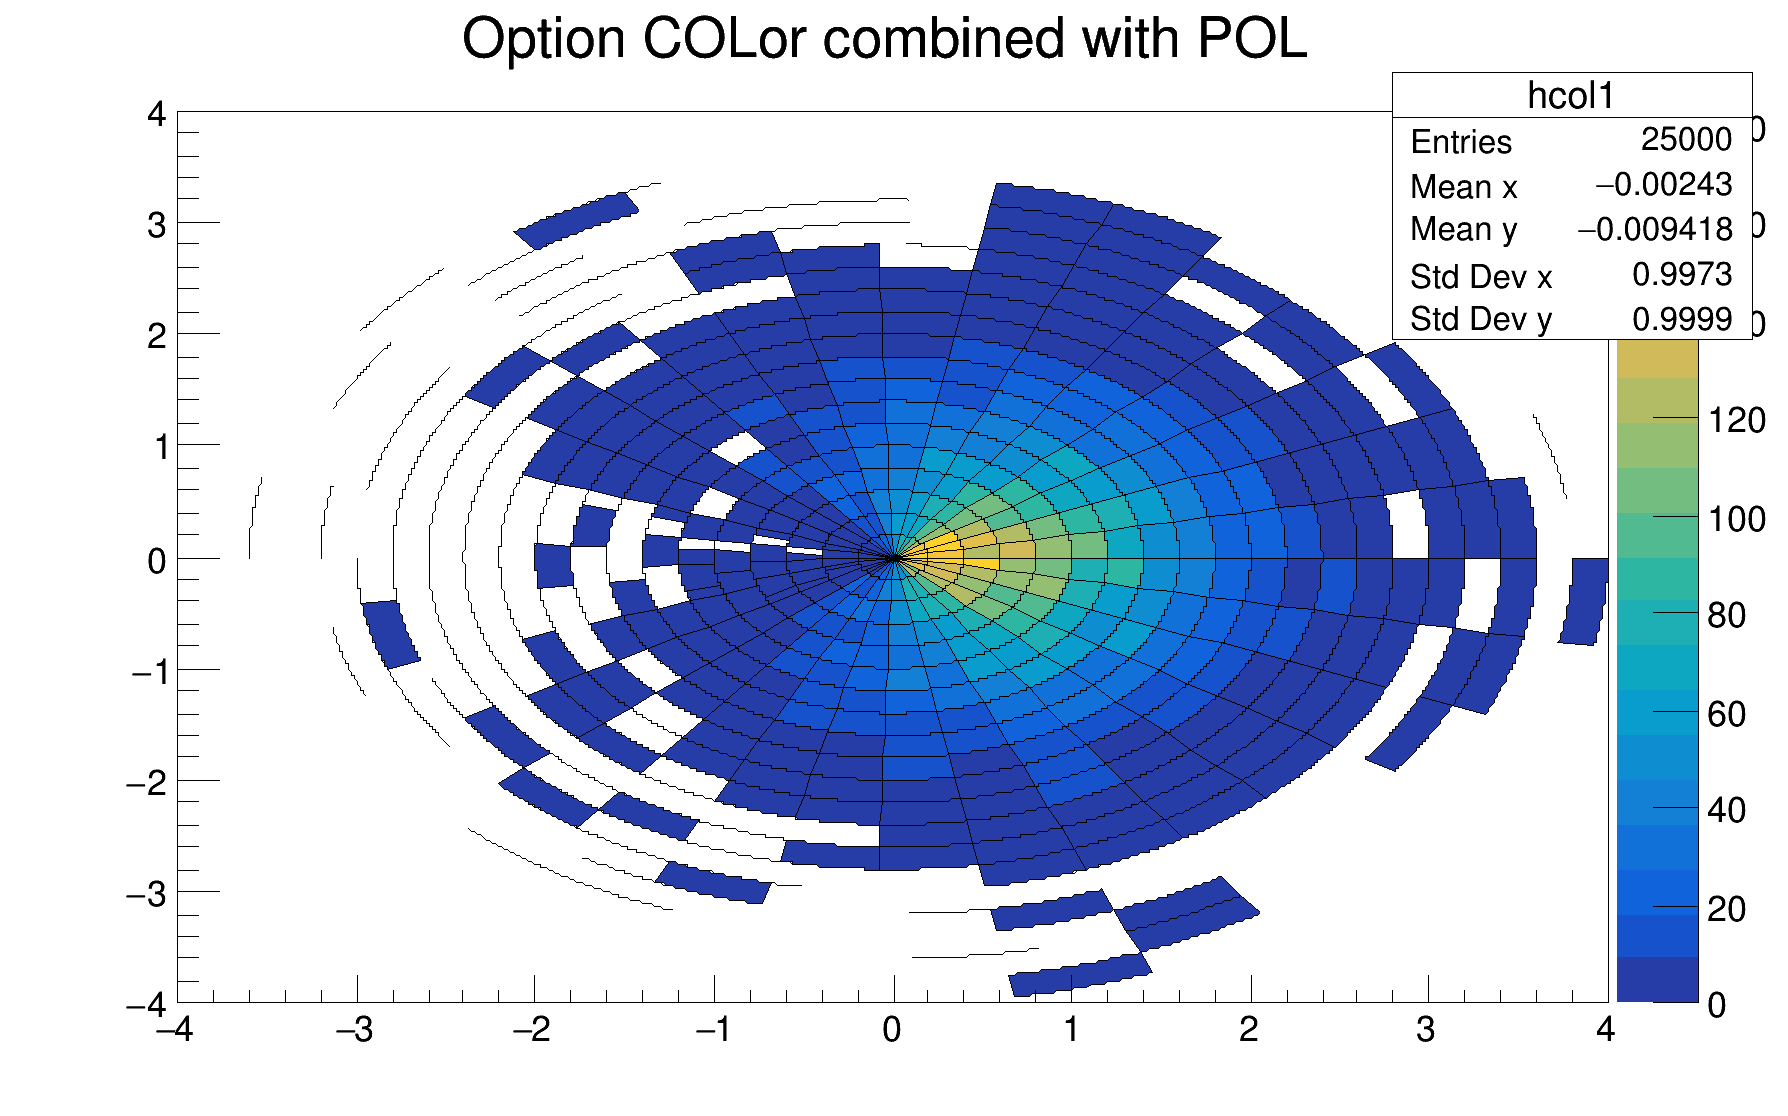 Option COLor combined with POL
hcol1
Entries 25000
Mean x −0.00243
Mean y −0.009418
Std Dev x 0.9973
Std Dev y 0.9999
4
3
2
1
0
−1
−2
−3
−4
−4 −3 −2 −1 0 1 2 3 4
120
100
80
60
40
20
0